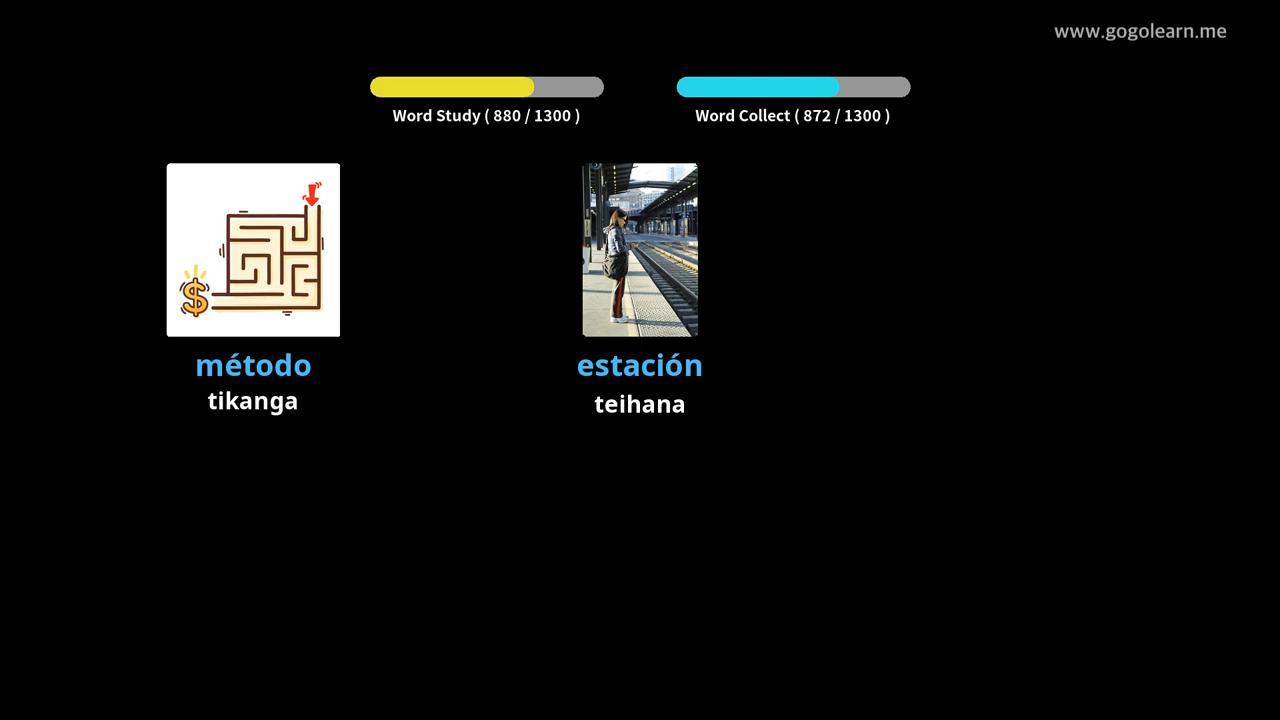 www.gogolearn.me
Word Study ( 880 / 1300 )
Word Collect ( 872 / 1300 )
método
tikanga
estación
teihana